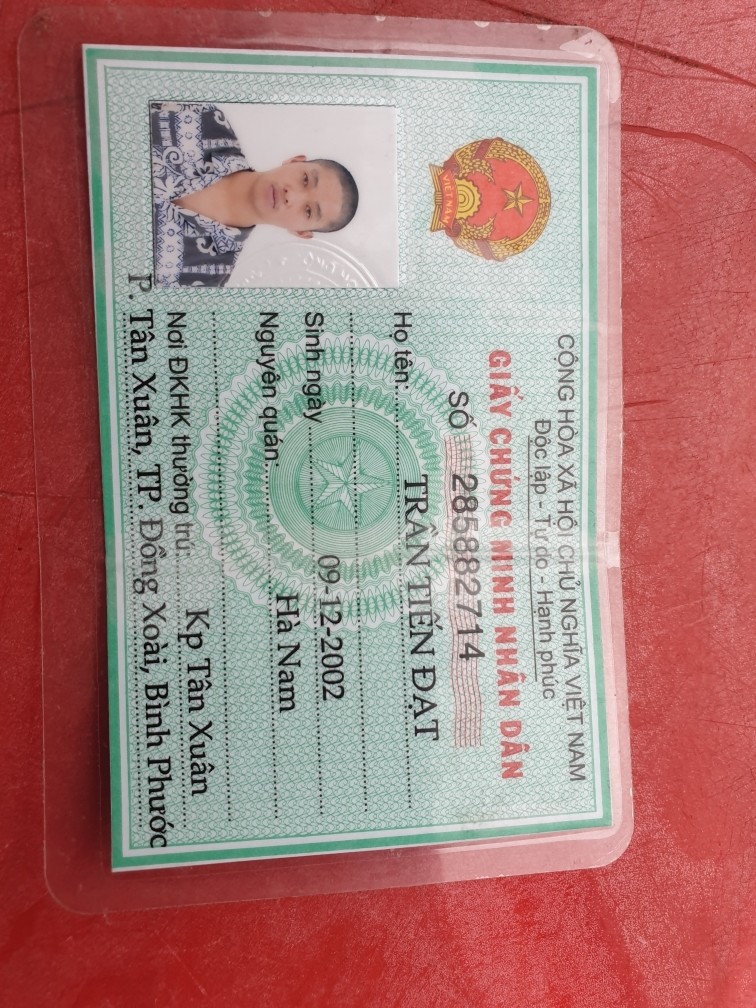 CỘNG HÒA XÃ HỘI CHỦ NGHĨA VIỆT NAM
Độc lập - Tự do - Hạnh phúc
GIẤY CHỨNG MINH NHÂN DÂN
SỐ 285882714
VIỆT NAM
Họ tên: TRẦN TIẾN ĐẠT
Sinh ngày 09-12-2002
Nguyên quán Hà Nam
Nơi ĐKHK thường trú: Kp Tân Xuân
P. Tân Xuân, TP. Đồng Xoài, Bình Phước